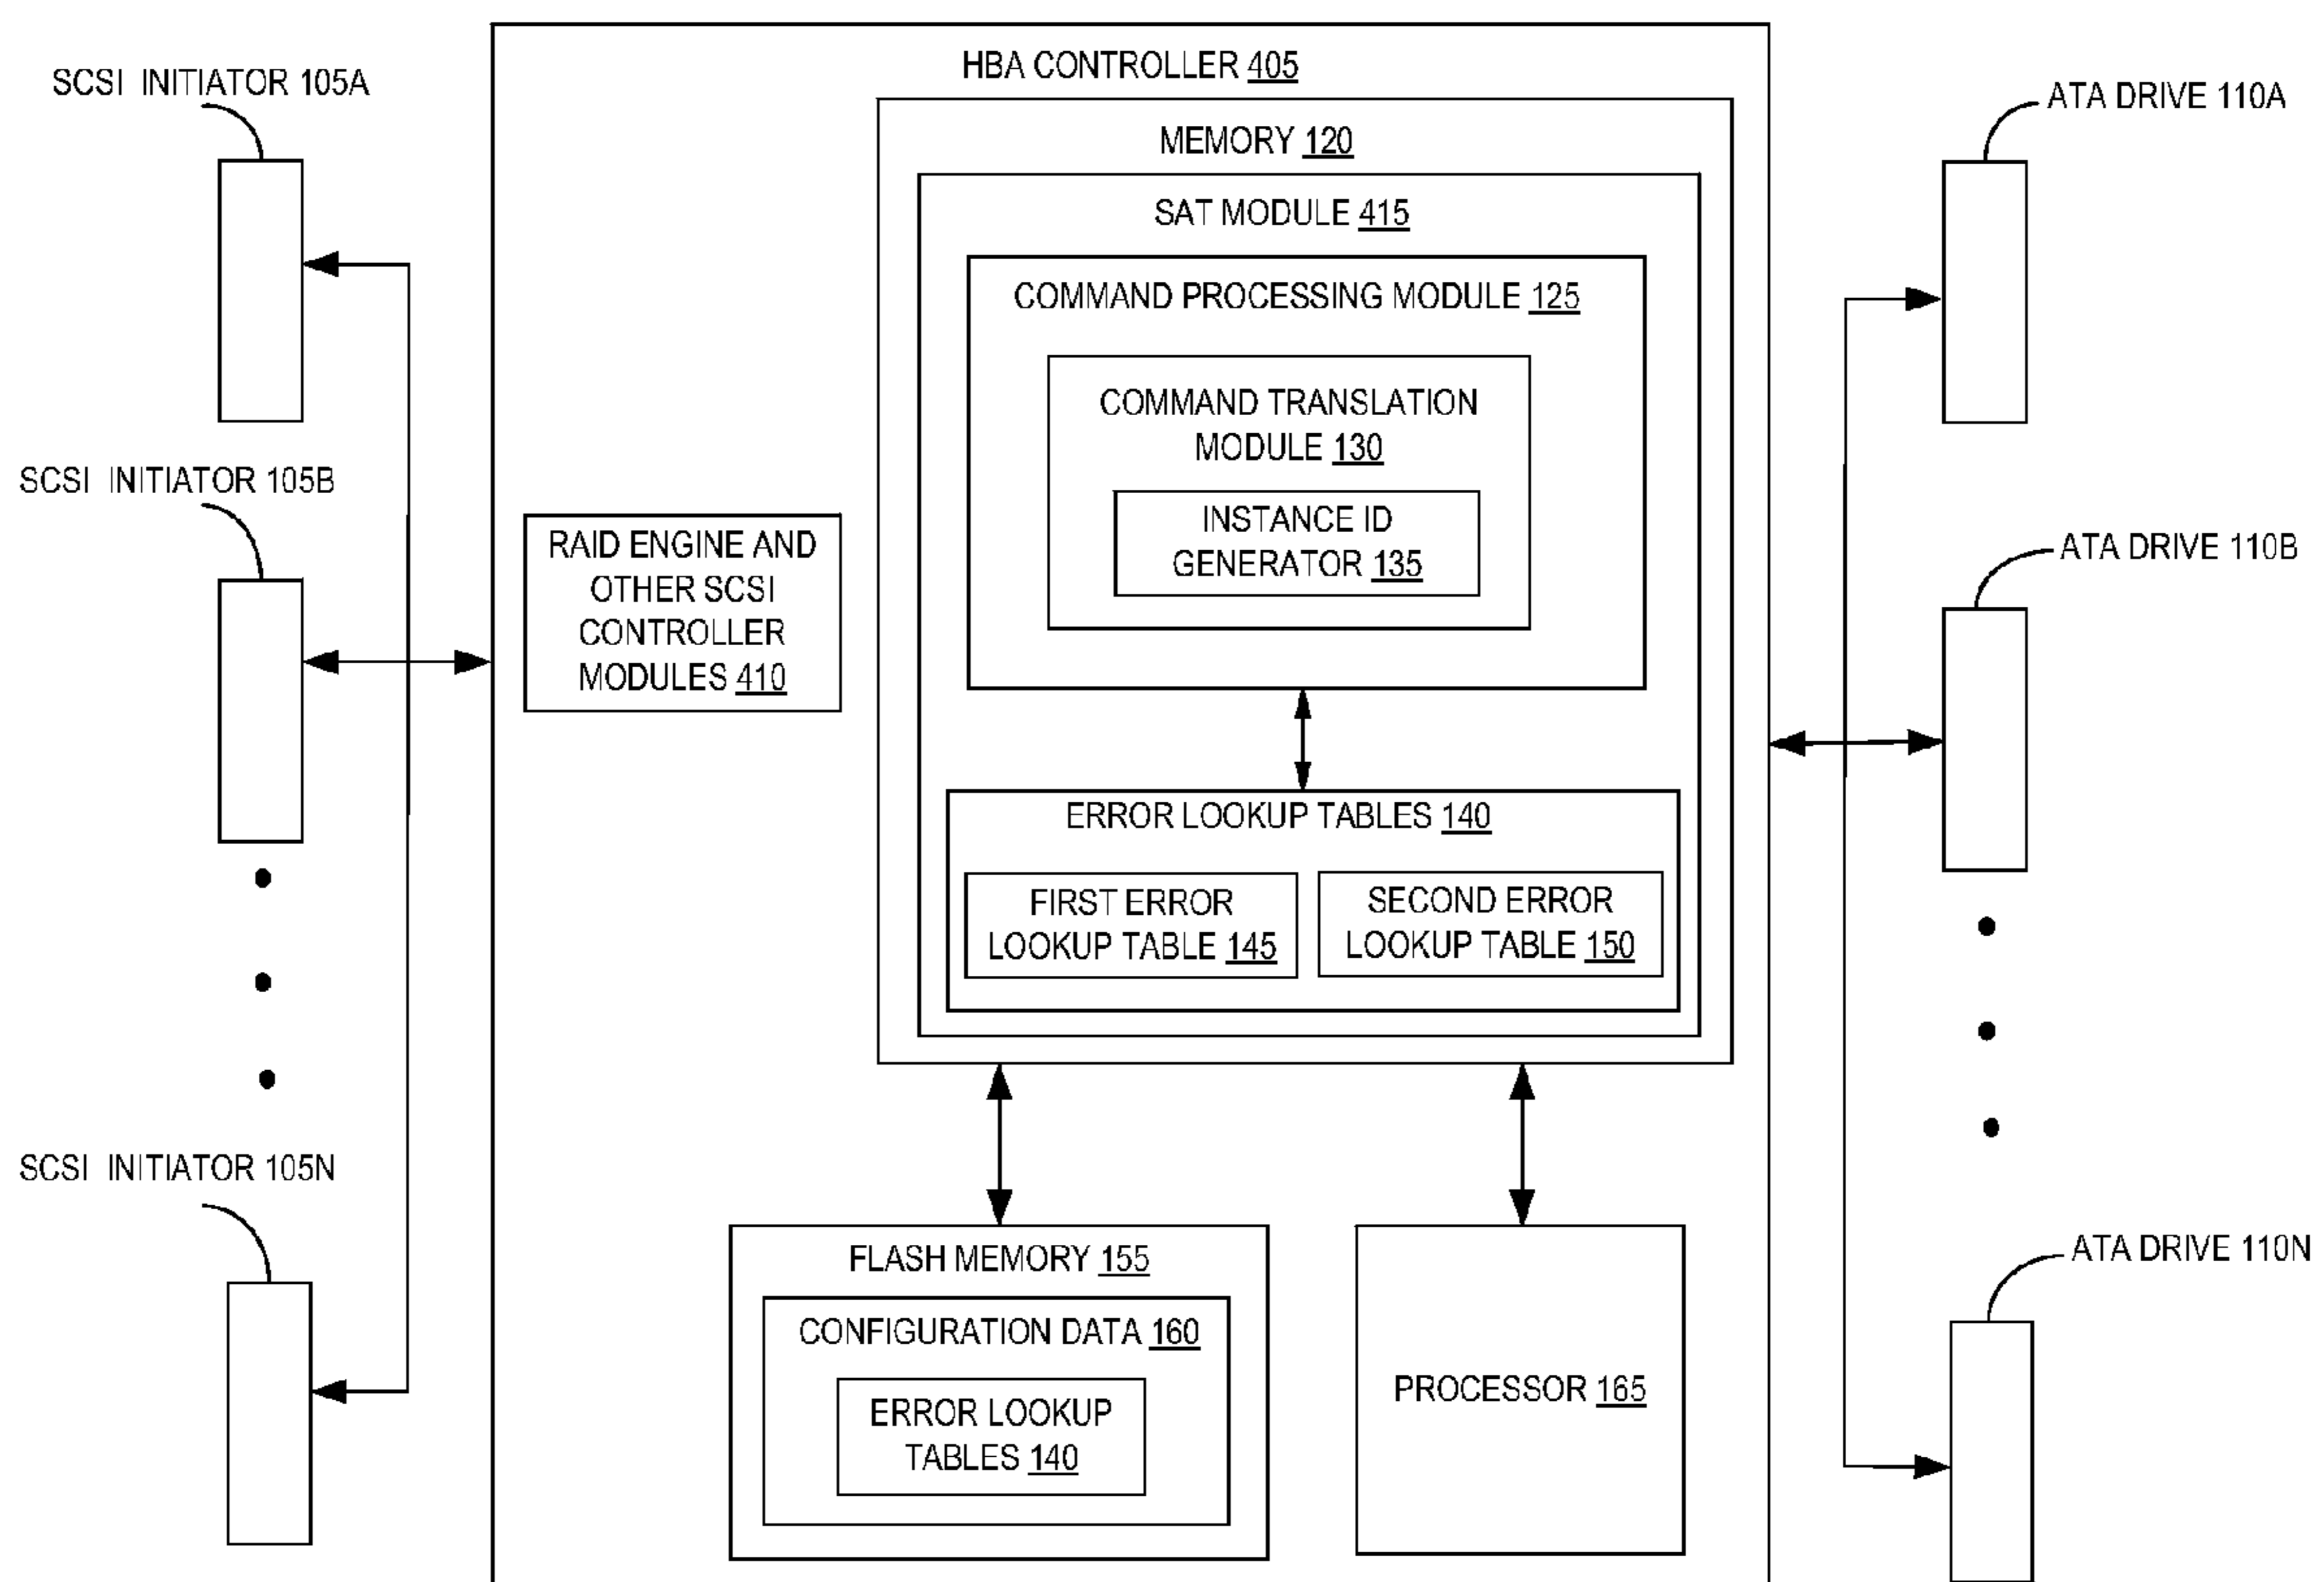 HBA CONTROLLER 405
SCSI INITIATOR 105A
ATA DRIVE 110A
MEMORY 120
SAT MODULE 415
COMMAND PROCESSING MODULE 125
COMMAND TRANSLATION
MODULE 130
INSTANCE ID
GENERATOR 135
SCSI INITIATOR 105B
RAID ENGINE AND
OTHER SCSI
CONTROLLER
MODULES 410
ATA DRIVE 110B
ERROR LOOKUP TABLES 140
FIRST ERROR
LOOKUP TABLE 145
SECOND ERROR
LOOKUP TABLE 150
SCSI INITIATOR 105N
FLASH MEMORY 155
CONFIGURATION DATA 160
ERROR LOOKUP
TABLES 140
PROCESSOR 165
ATA DRIVE 110N